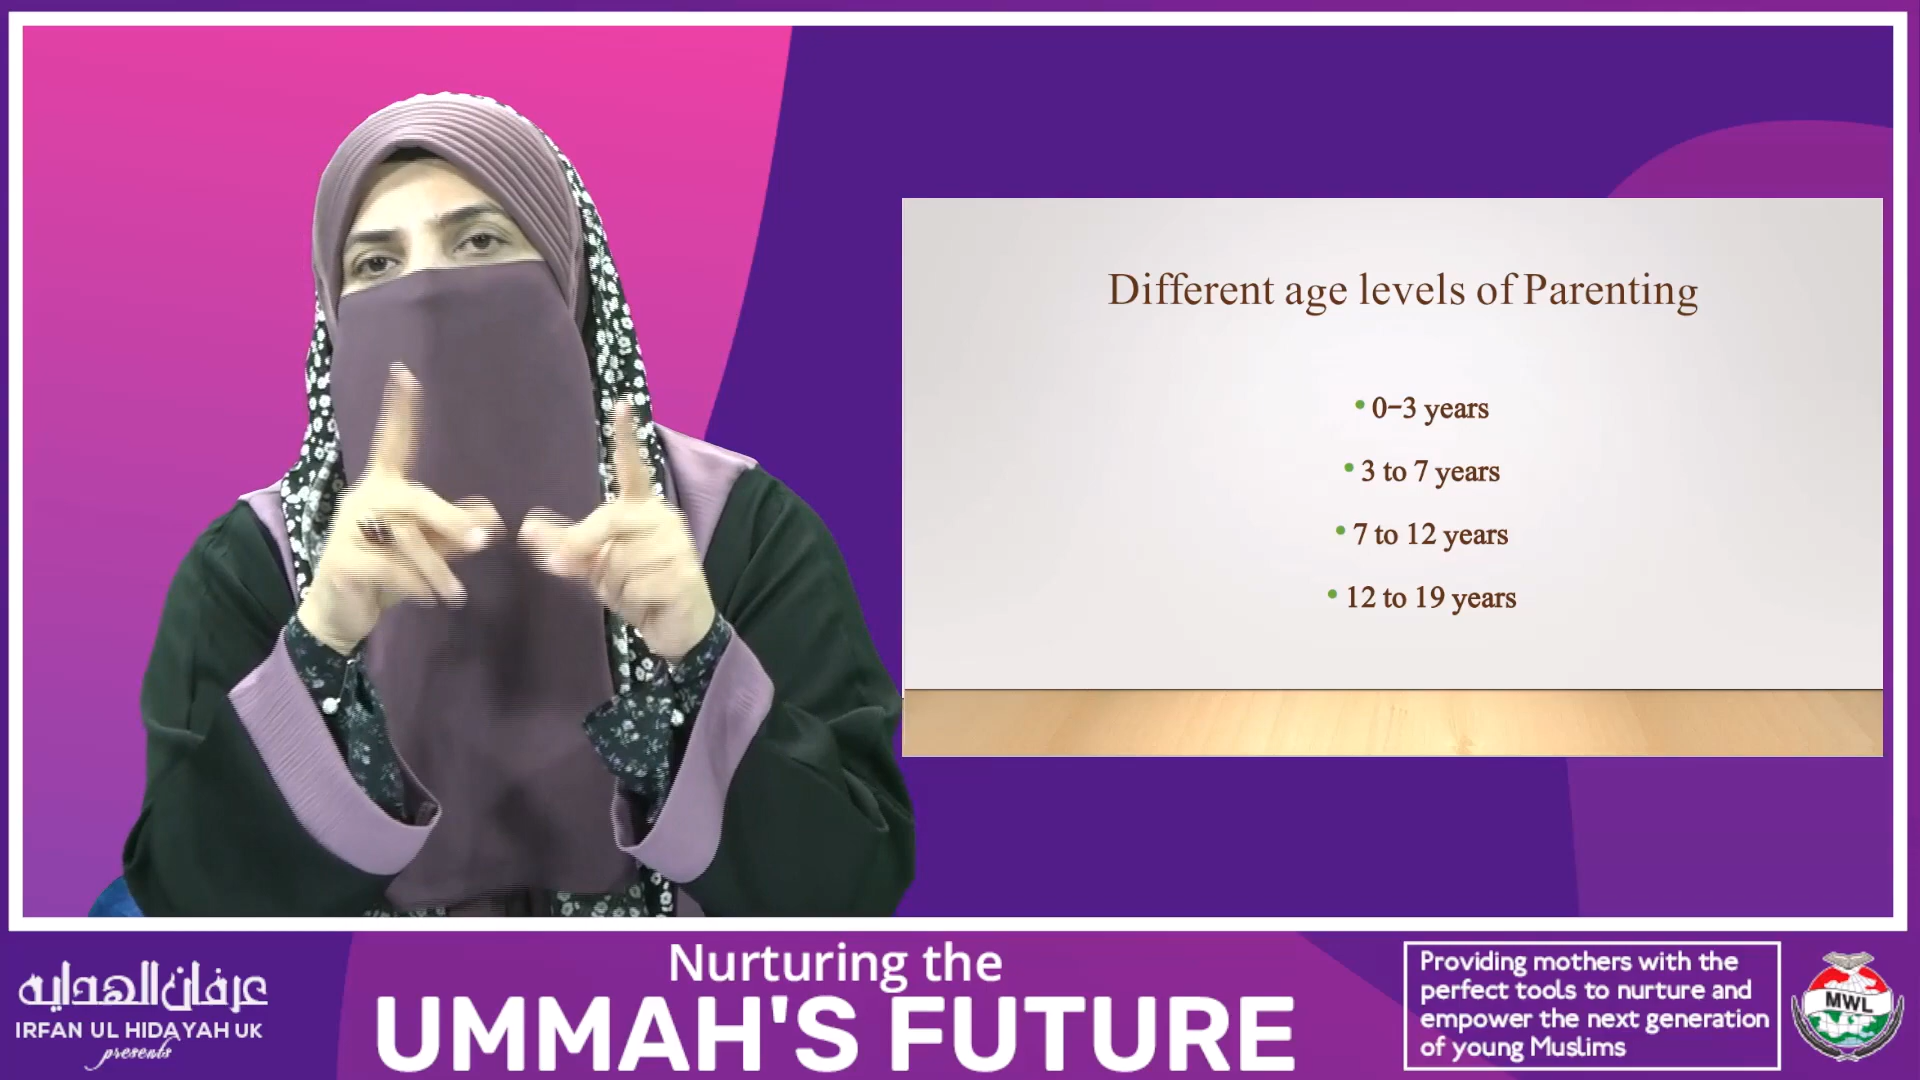 Different age levels of Parenting
• 0-3 years
• 3 to 7 years
• 7 to 12 years
• 12 to 19 years
عرفان الهدایه
IRFAN UL HIDAYAH UK
presents
Nurturing the
UMMAH'S FUTURE
Providing mothers with the
perfect tools to nurture and
empower the next generation
of young Muslims
MWL